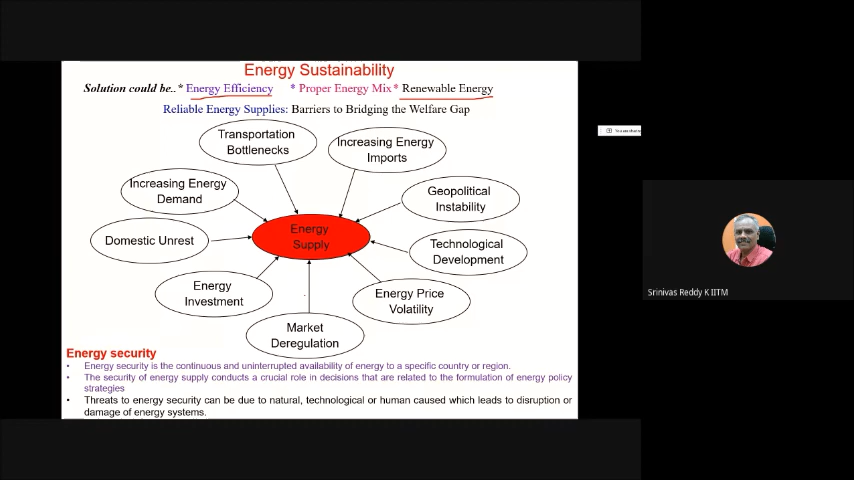 Energy Sustainability
Solution could be..* Energy Efficiency * Proper Energy Mix* Renewable Energy
Reliable Energy Supplies: Barriers to Bridging the Welfare Gap
Transportation
Bottlenecks
Increasing Energy
Imports
Increasing Energy
Demand
Geopolitical
Instability
Energy
Supply
Domestic Unrest
Technological
Development
Energy
Investment
Energy Price
Volatility
Market
Deregulation
Energy security
• Energy security is the continuous and uninterrupted availability of energy to a specific country or region.
• The security of energy supply conducts a crucial role in decisions that are related to the formulation of energy policy
strategies
• Threats to energy security can be due to natural, technological or human caused which leads to disruption or
damage of energy systems.
Srinivas Reddy K IITM